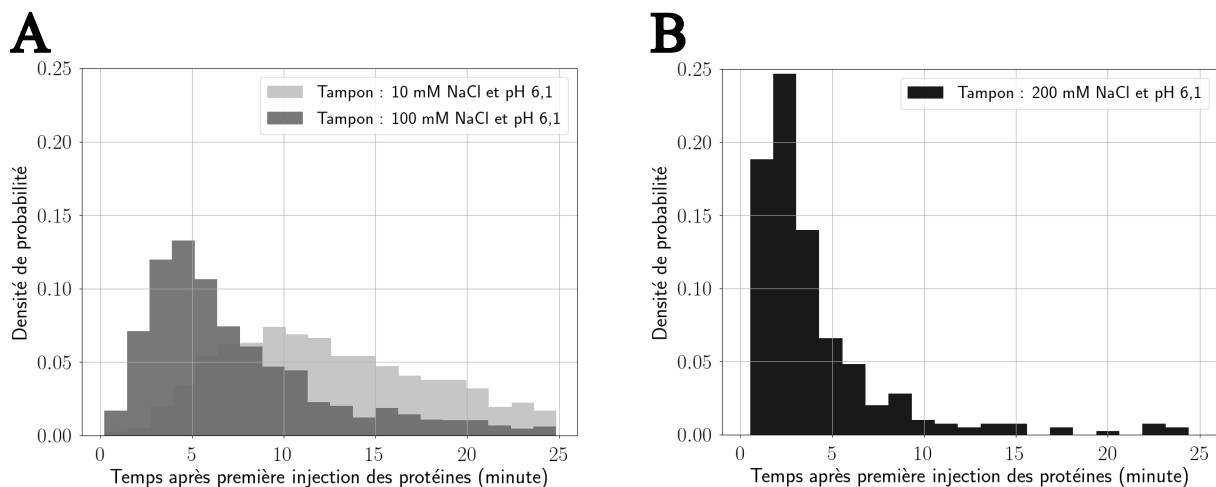 A
0.25
0.20
0.15
0.10
0.05
0.00
Densité de probabilité
Tampon : 10 mM NaCl et pH 6,1
Tampon : 100 mM NaCl et pH 6,1
0 5 10 15 20 25
Temps après première injection des protéines (minute)
B
0.25
0.20
0.15
0.10
0.05
0.00
Densité de probabilité
Tampon : 200 mM NaCl et pH 6,1
0 5 10 15 20 25
Temps après première injection des protéines (minute)